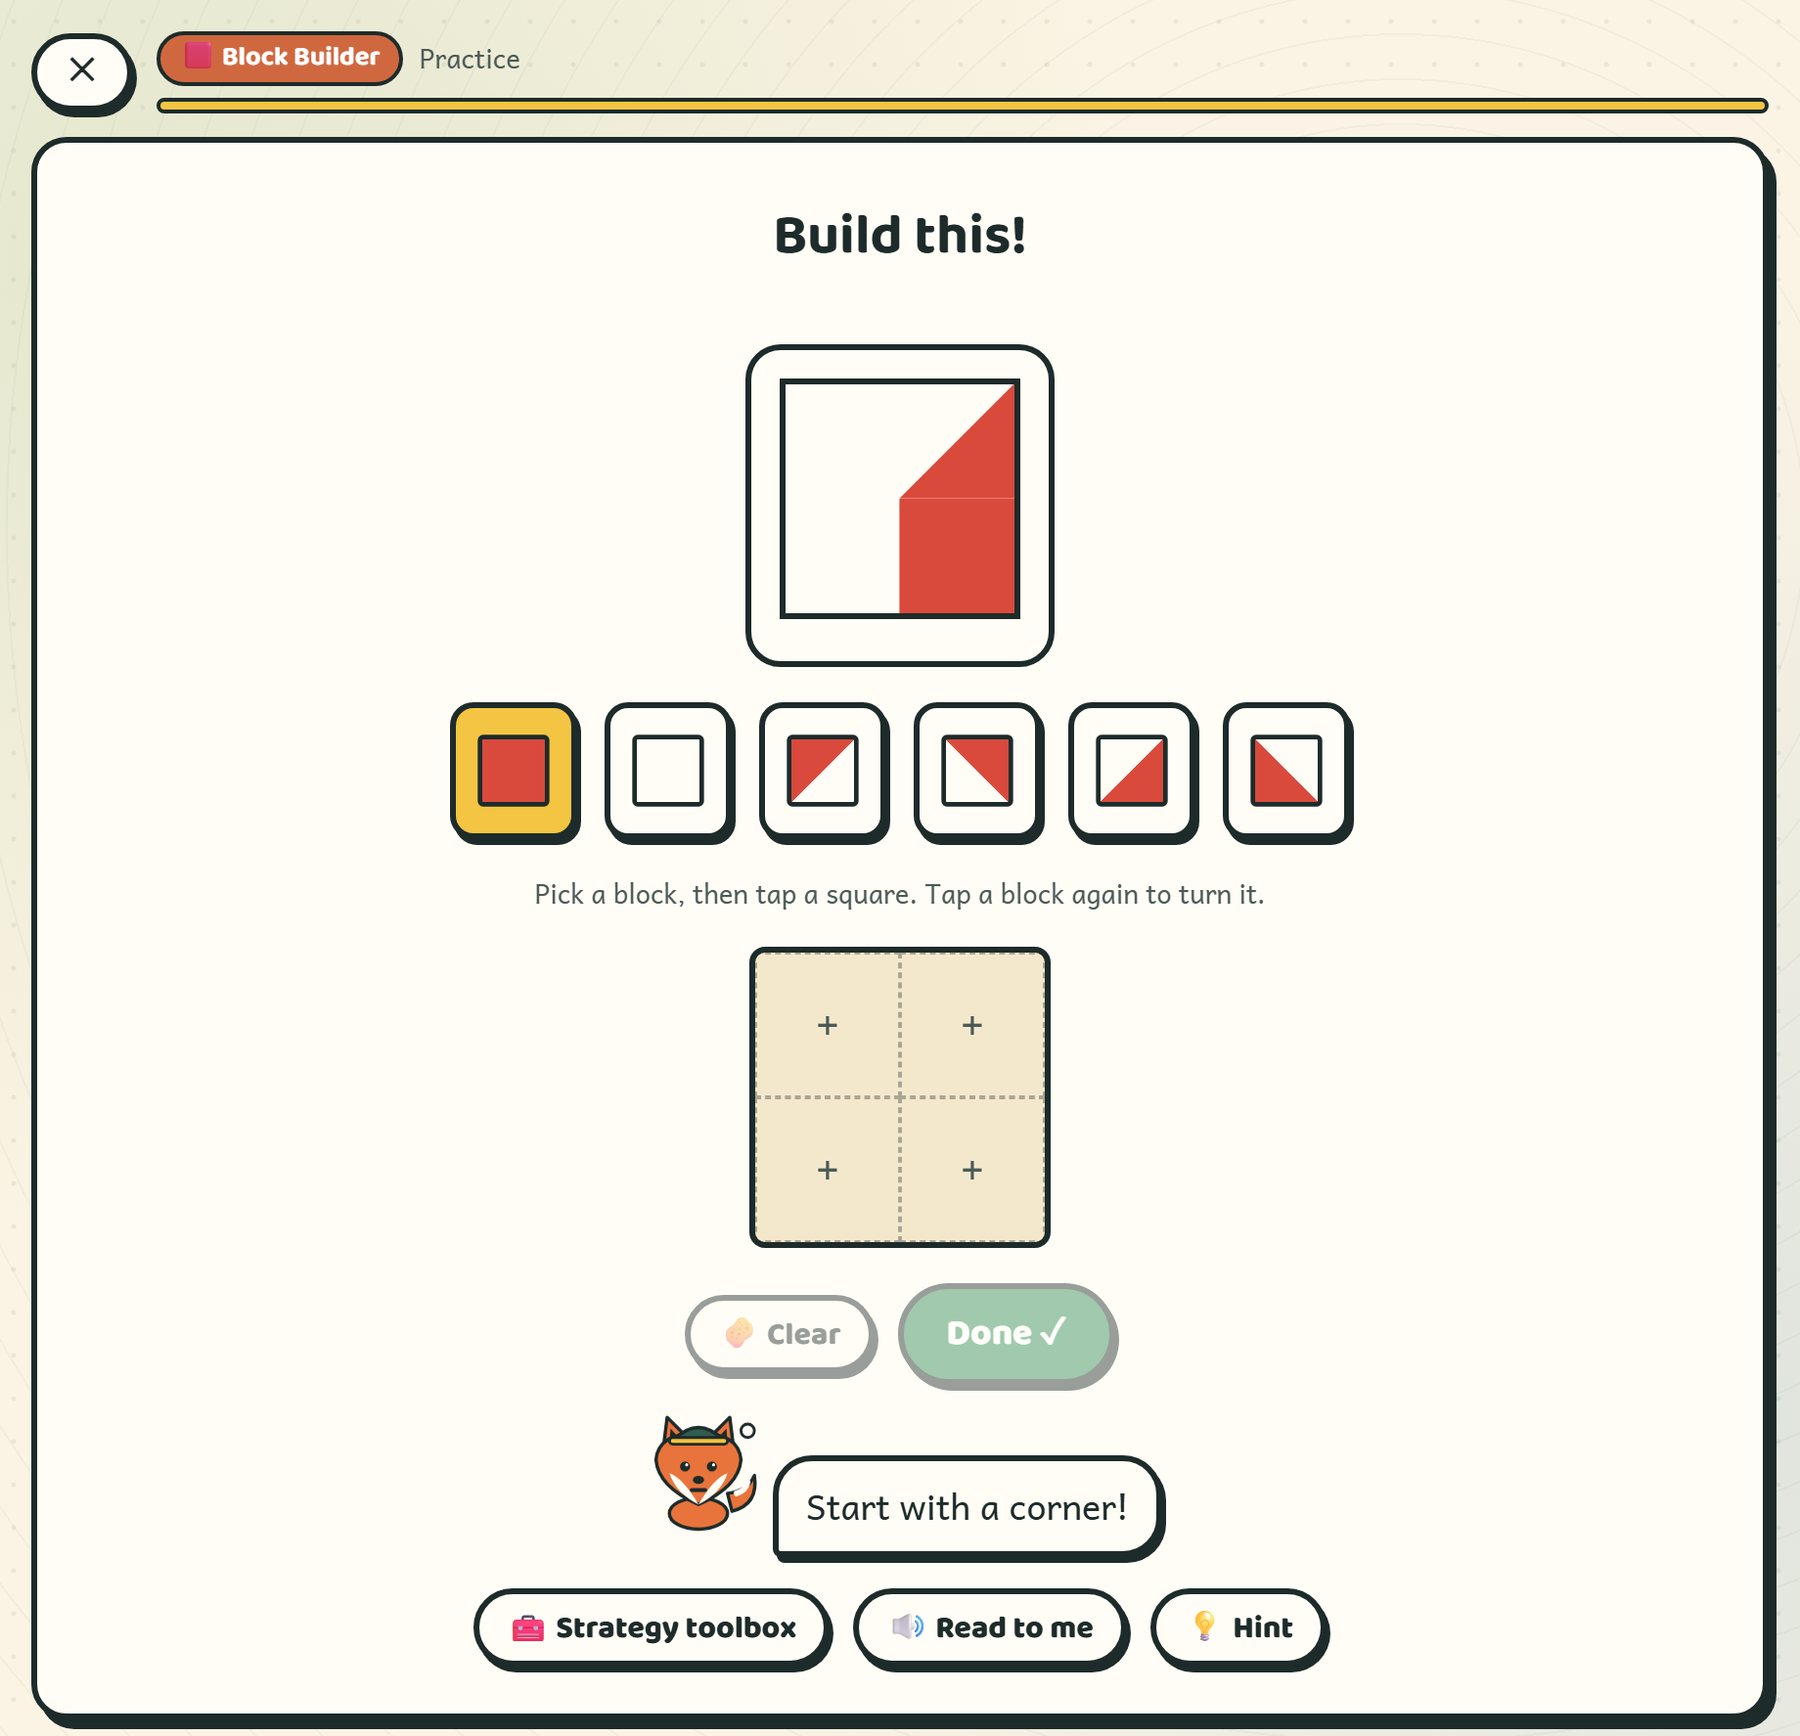 Block Builder Practice
Build this!
Pick a block, then tap a square. Tap a block again to turn it.
+ +
+ +
Clear Done ✓
Start with a corner!
Strategy toolbox Read to me Hint